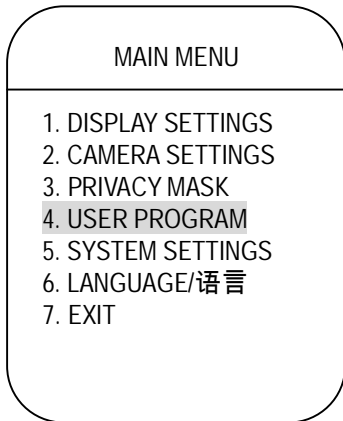 MAIN MENU
1. DISPLAY SETTINGS
2. CAMERA SETTINGS
3. PRIVACY MASK
4. USER PROGRAM
5. SYSTEM SETTINGS
6. LANGUAGE/语言
7. EXIT